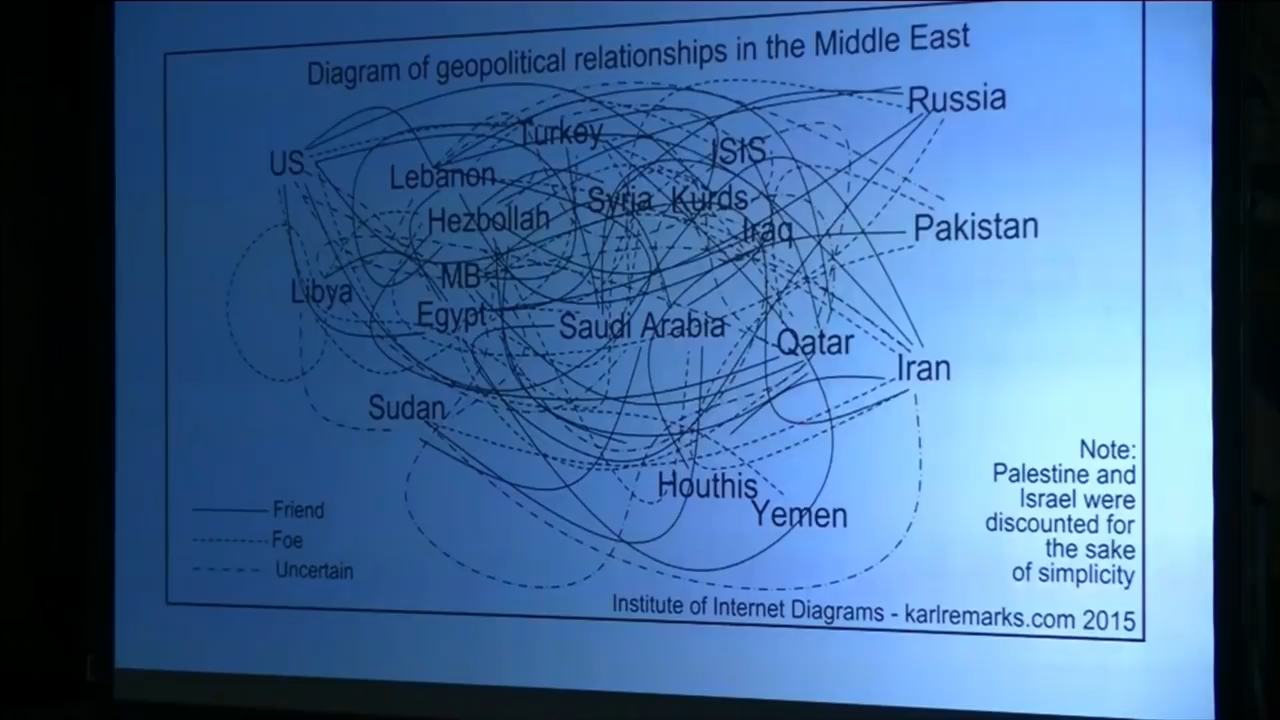 Diagram of geopolitical relationships in the Middle East
Russia
Turkey
ISIS
US
Lebanon
Syria
Kurds
Hezbollah
Iraq
Pakistan
MB
Libya
Egypt
Saudi Arabia
Qatar
Iran
Sudan
Houthis
Yemen
Note:
Palestine and
Israel were
discounted for
the sake
of simplicity
Friend
Foe
Uncertain
Institute of Internet Diagrams - karlremarks.com 2015